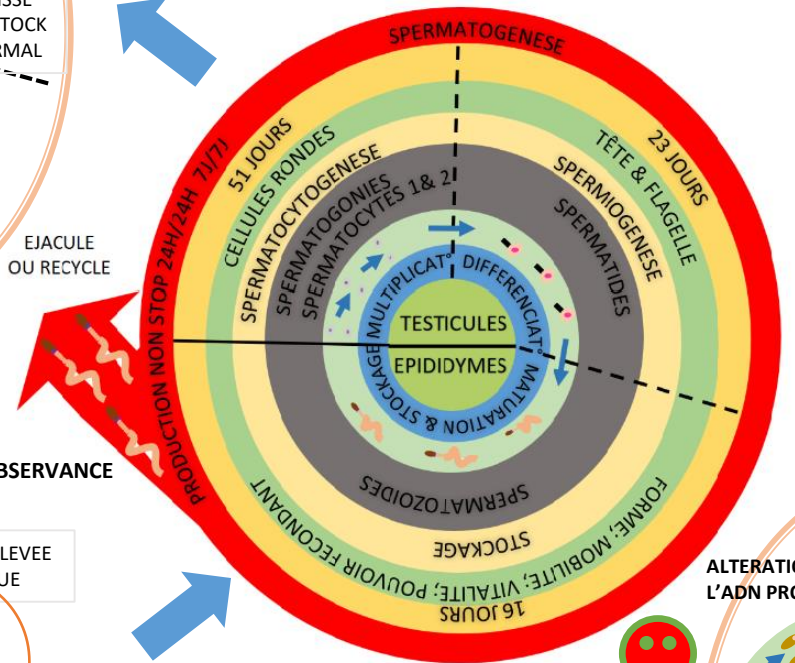 TOCK
RMAL
SPERMATOGENESE
PRODUCTION NON STOP 24H/24H 7J/7J
51 JOURS
23 JOURS
CELLULES RONDES
TÊTE & FLAGELLE
SPERMATOCYTOGENESE
SPERMIOGENESE
SPERMATOGONIES
SPERMATOCYTES 1& 2
SPERMATIDES
MULTIPLICAT°
DIFFERENCIAT°
TESTICULES
EPIDIDYMES
MATURATION & STOCKAGE
SPERMATOZOIDES
STOCKAGE
FORME; MOBILITE; VITALITE; POUVOIR FECONDANT
16 JOURS
EJACULE
OU RECYCLE
BSERVANCE
LEVEE
UE
ALTERATIO
L'ADN PRO